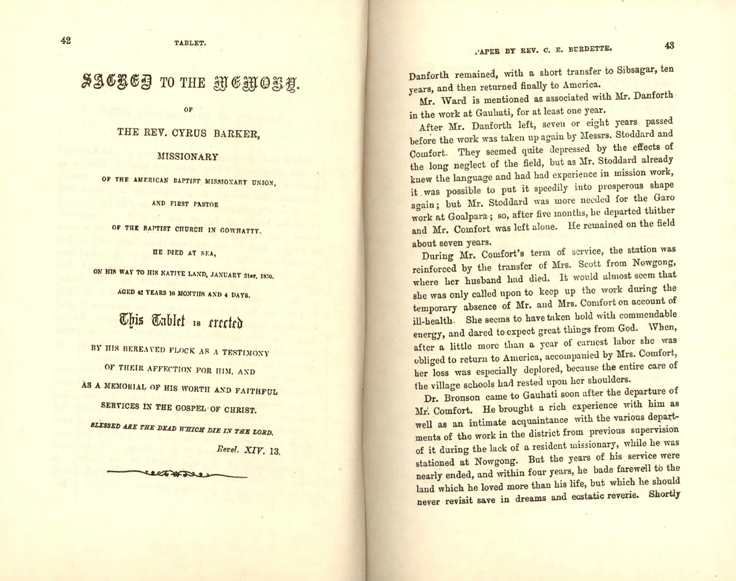 42
TABLET.
SACRED TO THE MEMORY.
OF
THE REV. CYRUS BARKER,
MISSIONARY
OF THE AMERICAN BAPTIST MISSIONARY UNION,
AND FIRST PASTOR
OF THE BAPTIST CHURCH IN GOWHATTY.
HE DIED AT SEA,
ON HIS WAY TO HIS NATIVE LAND, JANUARY 31ST,
AGED 42 YEARS 10 MONTHS AND 4 DAYS.
This Tablet IS erected
BY HIS BEREAVED FLOCK AS A TESTIMONY
OF THEIR AFFECTION FOR HIM, AND
AS A MEMORIAL OF HIS WORTH AND FAITHFUL
SERVICES IN THE GOSPEL OF CHRIST.
BLESSED ARE THE DEAD WHICH DIE IN THE LORD.
Revel. XIV. 13.
APER BY REV. C. E. BURDETTE.
43
Danforth remained, with a short transfer to Sibsagar, ten
years, and then returned finally to America.
Mr. Ward is mentioned as associated with Mr. Danforth
in the work at Gauhati, for at least one year.
After Mr. Danforth left, seven or eight years passed
before the work was taken up again by Messrs. Stoddard and
Comfort. They seemed quite depressed by the effects of
the long neglect of the field, but as Mr. Stoddard already
knew the language and had had experience in mission work,
it was possible to put it speedily into prosperous shape
again; but Mr. Stoddard was more needed for the Garo
work at Goalpara; so, after five months, he departed thither
and Mr. Comfort was left alone. He remained on the field
about seven years.
During Mr. Comfort's term of service, the station was
reinforced by the transfer of Mrs. Scott from Nowgong,
where her husband had died. It would almost seem that
she was only called upon to keep up the work during the
temporary absence of Mr. and Mrs. Comfort on account of
ill-health. She seems to have taken hold with commendable
energy, and dared to expect great things from God. When,
after a little more than a year of earnest labor she was
obliged to return to America, accompanied by Mrs. Comfort,
her loss was especially deplored, because the entire care of
the village schools had rested upon her shoulders.
Dr. Bronson came to Gauhati soon after the departure of
Mr. Comfort. He brought a rich experience with him as
well as an intimate acquaintance with the various depart-
ments of the work in the district from previous supervision
of it during the lack of a resident missionary, while he was
stationed at Nowgong. But the years of his service were
nearly ended, and within four years, he bade farewell to the
land which he loved more than his life, but which he should
never revisit save in dreams and ecstatic reverie. Shortly